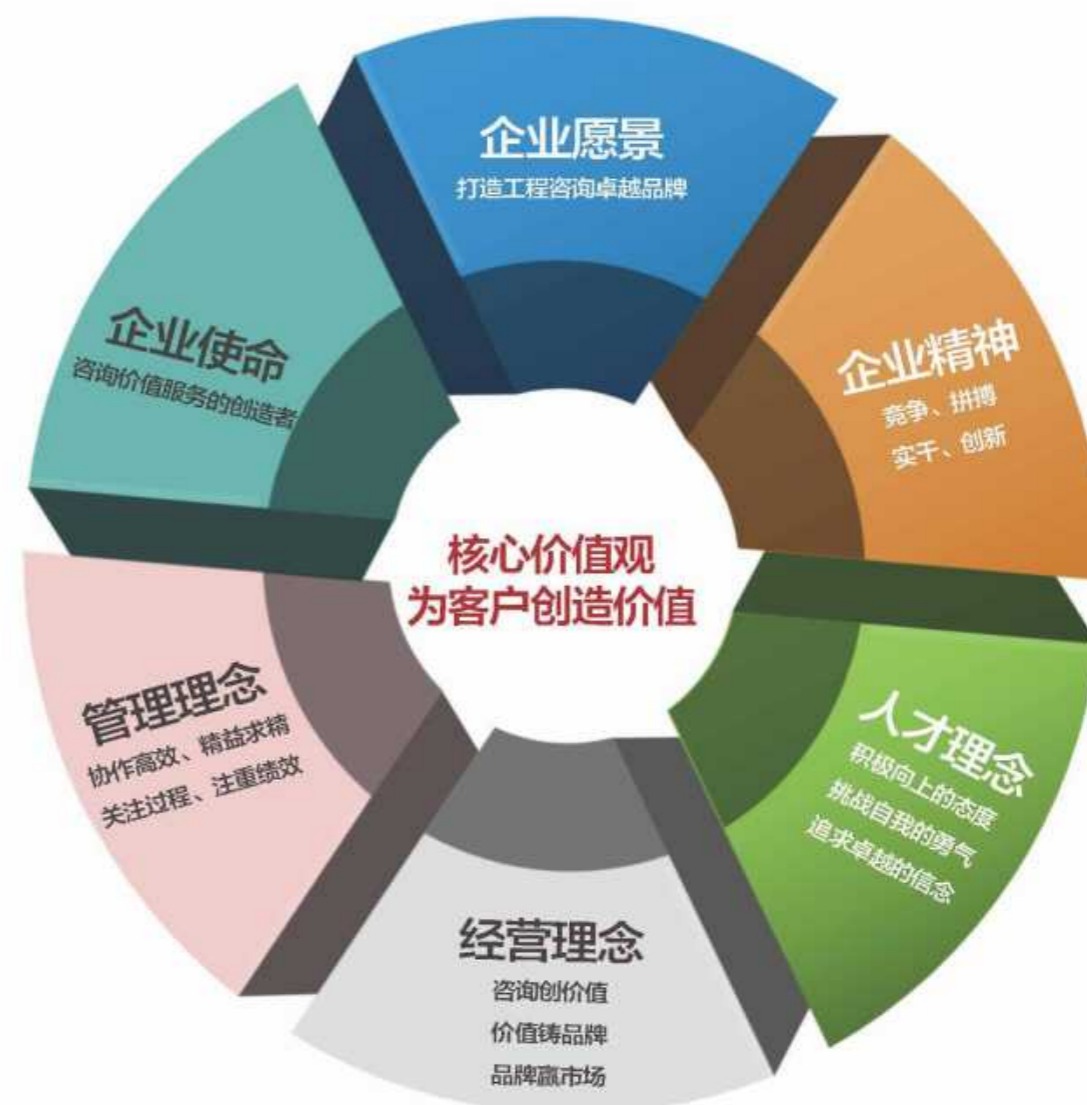 企业愿景
打造工程咨询卓越品牌
企业精神
竞争、拼搏
实干、创新
人才理念
积极向上的态度
挑战自我的勇气
追求卓越的信念
经营理念
咨询创价值
价值铸品牌
品牌赢市场
管理理念
协作高效、精益求精
关注过程、注重绩效
企业使命
咨询价值服务的创造者
核心价值观
为客户创造价值